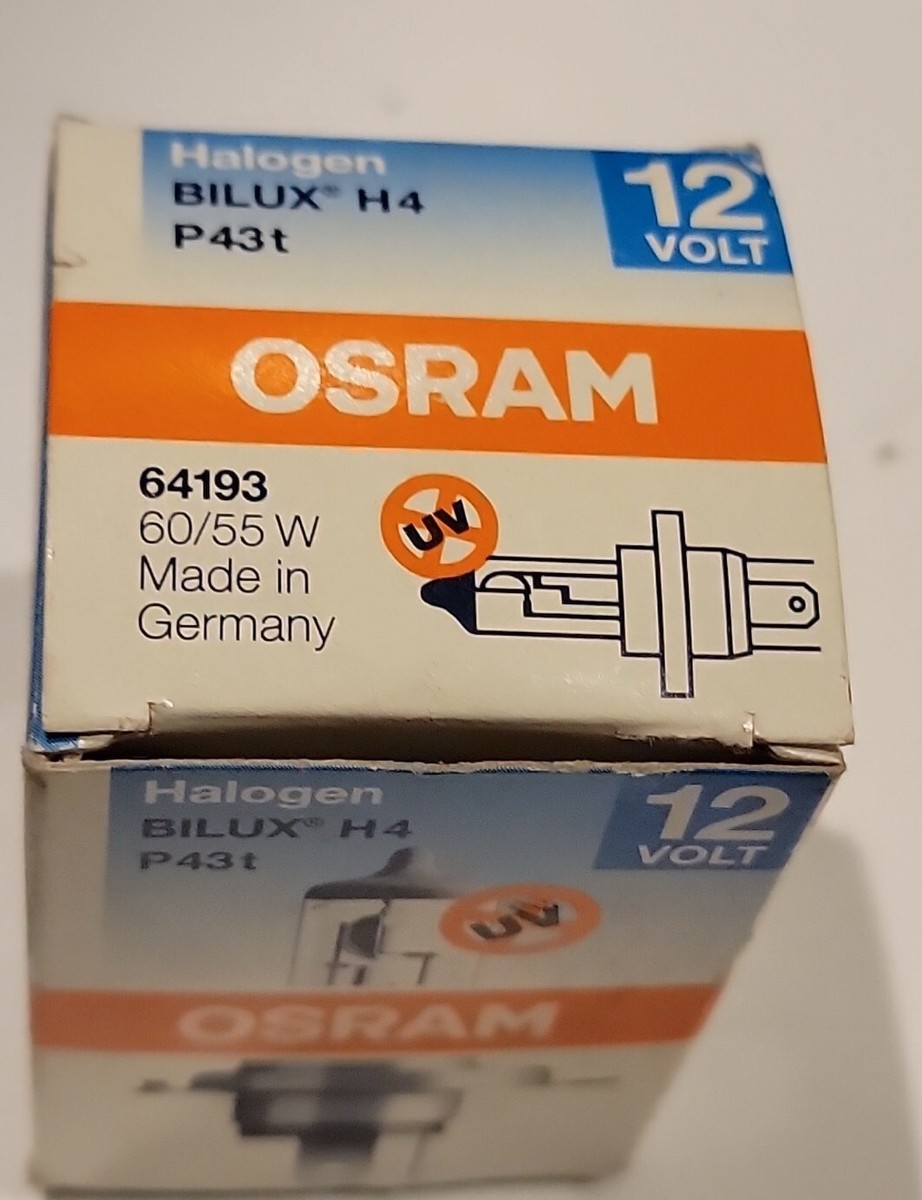 Halogen
BILUX® H4
P43t
12
VOLT
OSRAM
64193
60/55 W
Made in
Germany
UV
Halogen
BILUX® H4
P43t
12
VOLT
UV
OSRAM